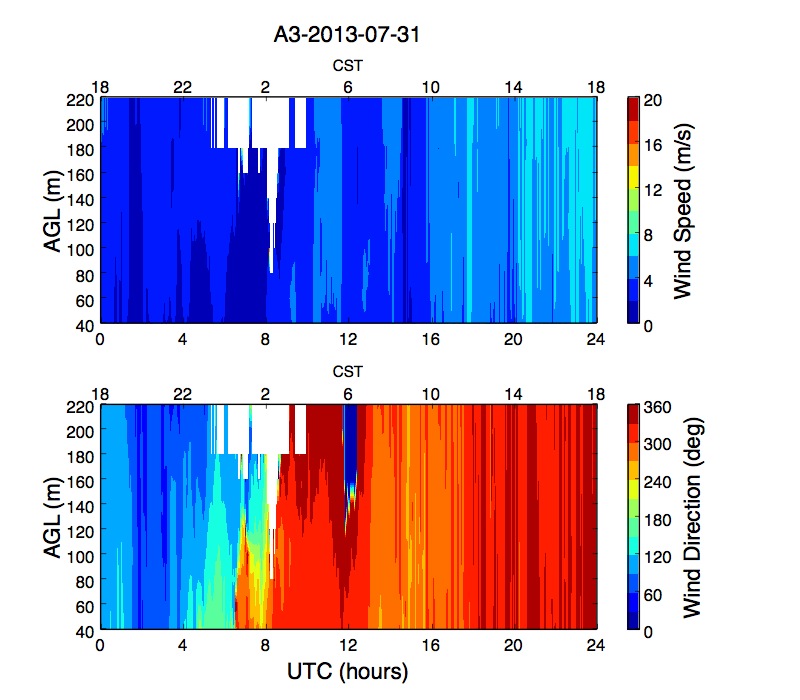 A3-2013-07-31
CST
18 22 2 6 10 14 18
220
200
180
160
140
120
100
80
60
40
AGL (m)
0 4 8 12 16 20 24
20
16
12
8
4
0
Wind Speed (m/s)
CST
18 22 2 6 10 14 18
220
200
180
160
140
120
100
80
60
40
AGL (m)
0 4 8 12 16 20 24
UTC (hours)
360
300
240
180
120
60
0
Wind Direction (deg)